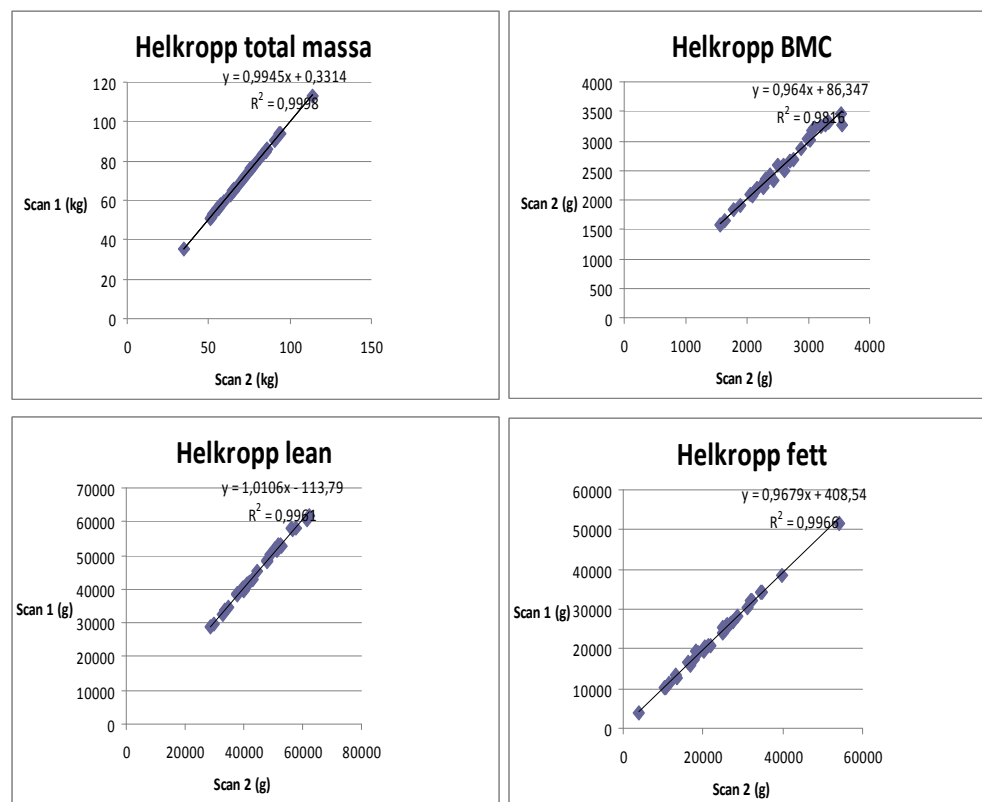 Helkropp total massa
y = 0,9945x + 0,3314
R² = 0,9998
120
100
80
60
40
20
0
Scan 1 (kg)
0 50 100 150
Scan 2 (kg)
Helkropp BMC
y = 0,964x + 86,347
R² = 0,9816
4000
3500
3000
2500
2000
1500
1000
500
0
Scan 2 (g)
0 1000 2000 3000 4000
Scan 2 (g)
Helkropp lean
y = 1,0106x - 113,79
R² = 0,9961
70000
60000
50000
40000
30000
20000
10000
0
Scan 1 (g)
0 20000 40000 60000 80000
Scan 2 (g)
Helkropp fett
y = 0,9679x + 408,54
R² = 0,9966
60000
50000
40000
30000
20000
10000
0
Scan 1 (g)
0 20000 40000 60000
Scan 2 (g)